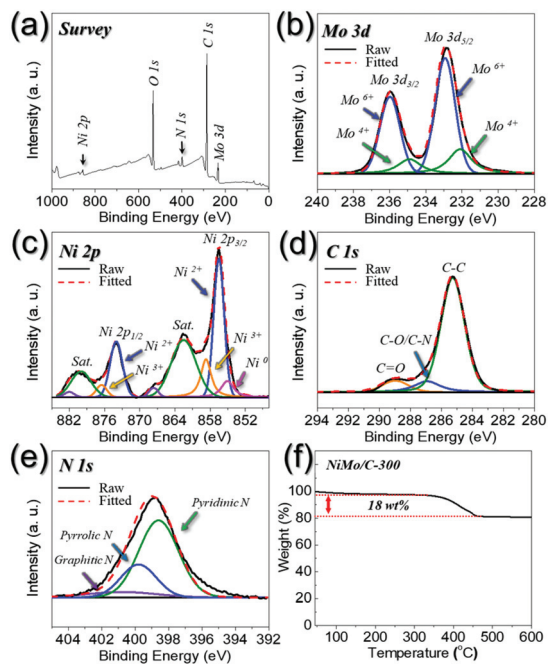 (a) Survey
Intensity (a. u.)
Ni 2p
O 1s
N 1s
C 1s
Mo 3d
1000 800 600 400 200 0
Binding Energy (eV)
(b) Mo 3d
Raw
Fitted
Intensity (a. u.)
Mo 3d5/2
Mo 3d3/2
Mo 6+
Mo 6+
Mo 4+
Mo 4+
240 238 236 234 232 230 228
Binding Energy (eV)
(c) Ni 2p
Raw
Fitted
Intensity (a. u.)
Ni 2p3/2
Ni 2+
Ni 2p1/2
Sat.
Sat.
Ni 2+
Ni 3+
Ni 3+
Ni 0
882 876 870 864 858 852
Binding Energy (eV)
(d) C 1s
Raw
Fitted
Intensity (a. u.)
C-C
C-O/C-N
C=O
294 292 290 288 286 284 282
Binding Energy (eV)
(e) N 1s
Raw
Fitted
Intensity (a. u.)
Pyridinic N
Pyrrolic N
Graphitic N
404 402 400 398 396 394 392
Binding Energy (eV)
(f) NiMo/C-300
18 wt%
Weight (%)
120
100
80
60
40
20
0
100 200 300 400 500 600
Temperature (°C)